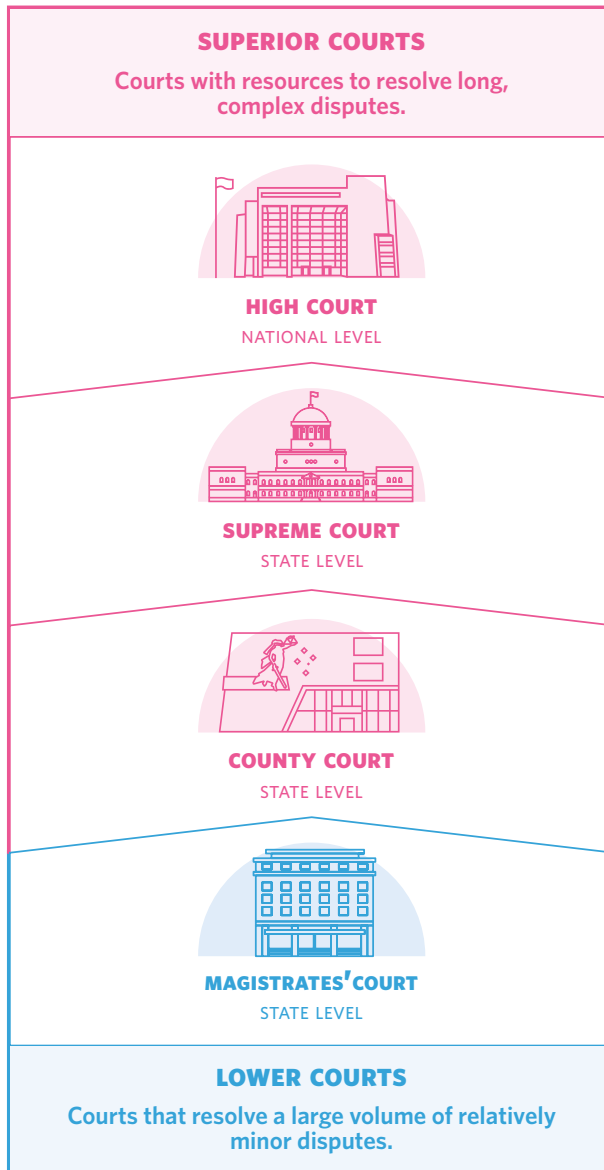 SUPERIOR COURTS
Courts with resources to resolve long,
complex disputes.
HIGH COURT
NATIONAL LEVEL
SUPREME COURT
STATE LEVEL
COUNTY COURT
STATE LEVEL
MAGISTRATES'COURT
STATE LEVEL
LOWER COURTS
Courts that resolve a large volume of relatively
minor disputes.